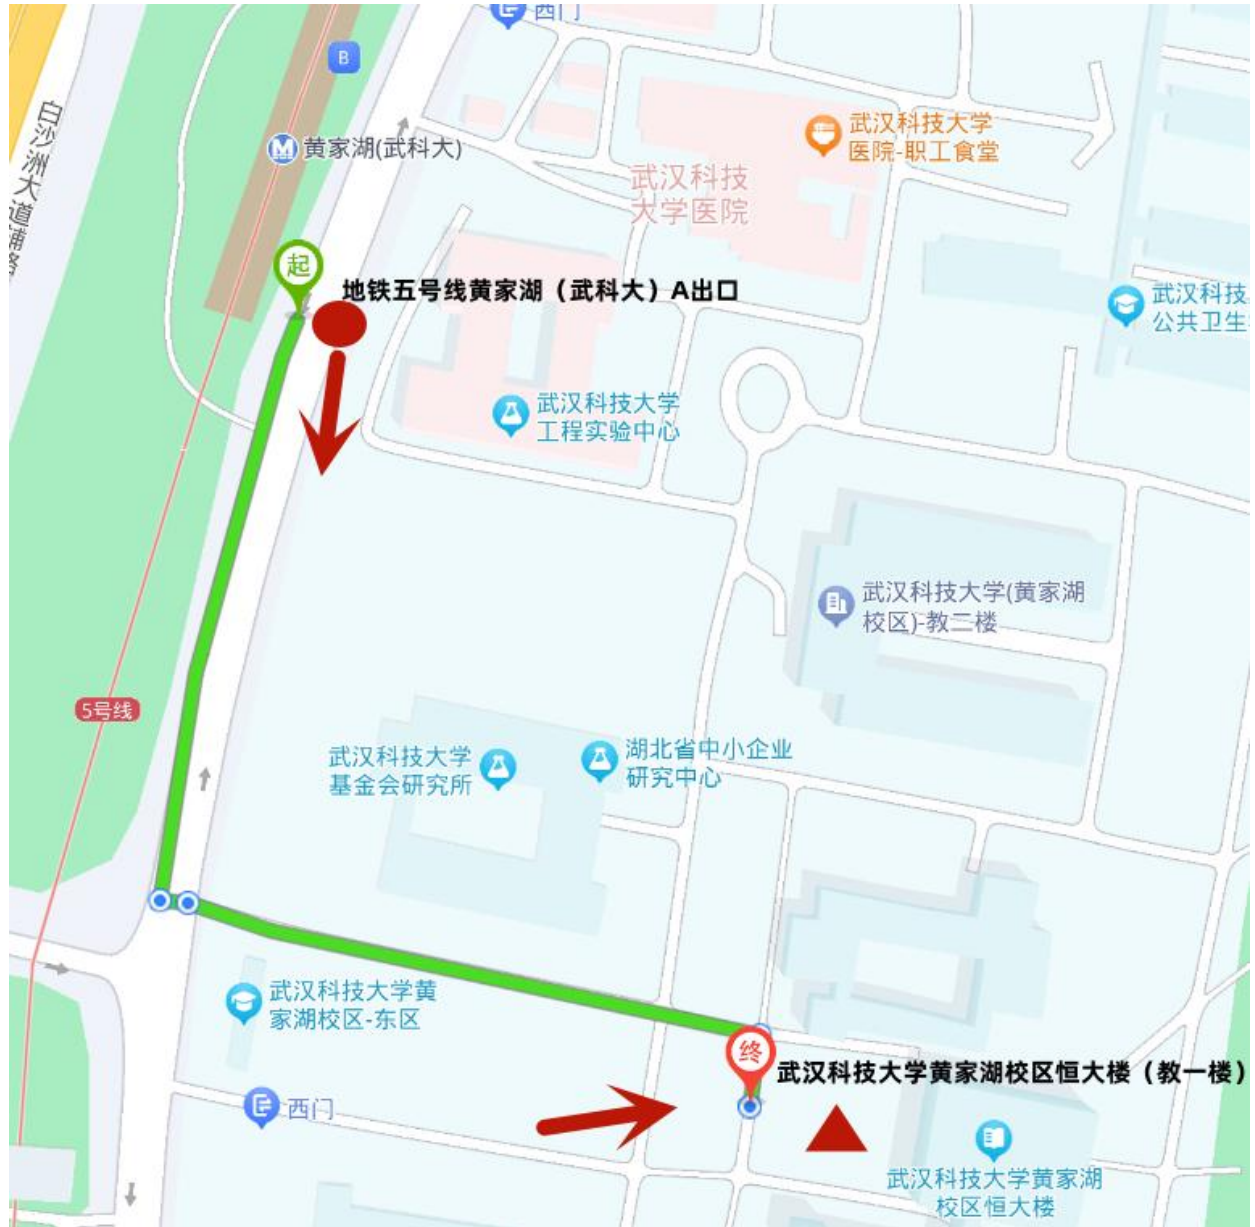 西门
B
白沙洲大道辅路
黄家湖(武科大)
武汉科技大学
医院-职工食堂
武汉科技
大学医院
起
地铁五号线黄家湖（武科大）A出口
武汉科技
公共卫生
武汉科技大学
工程实验中心
武汉科技大学(黄家湖
校区)-教二楼
5号线
武汉科技大学
基金会研究所
湖北省中小企业
研究中心
武汉科技大学黄
家湖校区-东区
终
武汉科技大学黄家湖校区恒大楼（教一楼）
西门
武汉科技大学黄家湖
校区恒大楼